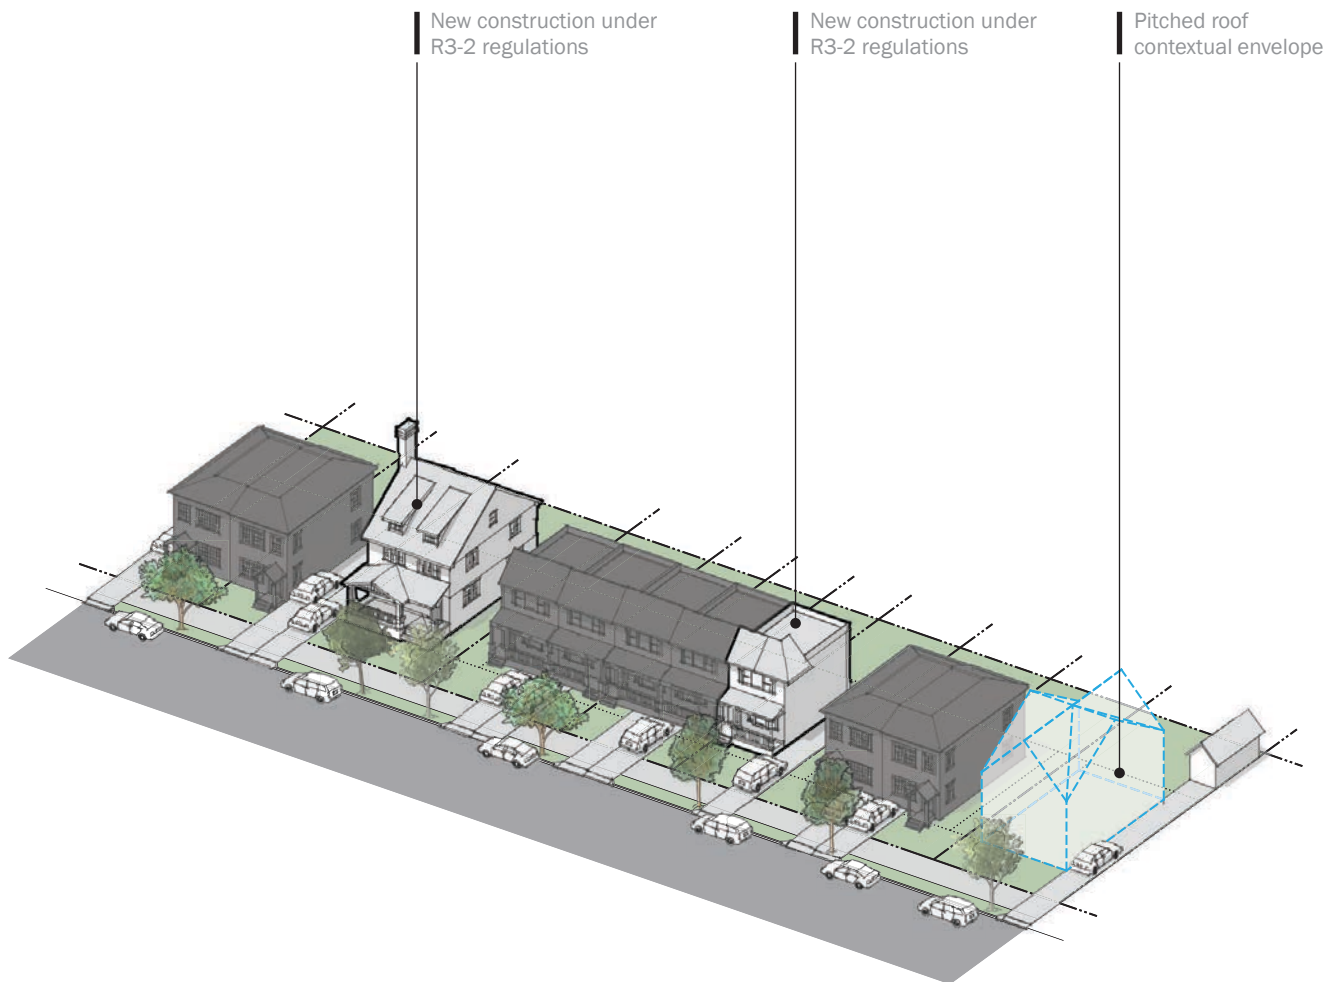 New construction under
R3-2 regulations
New construction under
R3-2 regulations
Pitched roof
contextual envelope